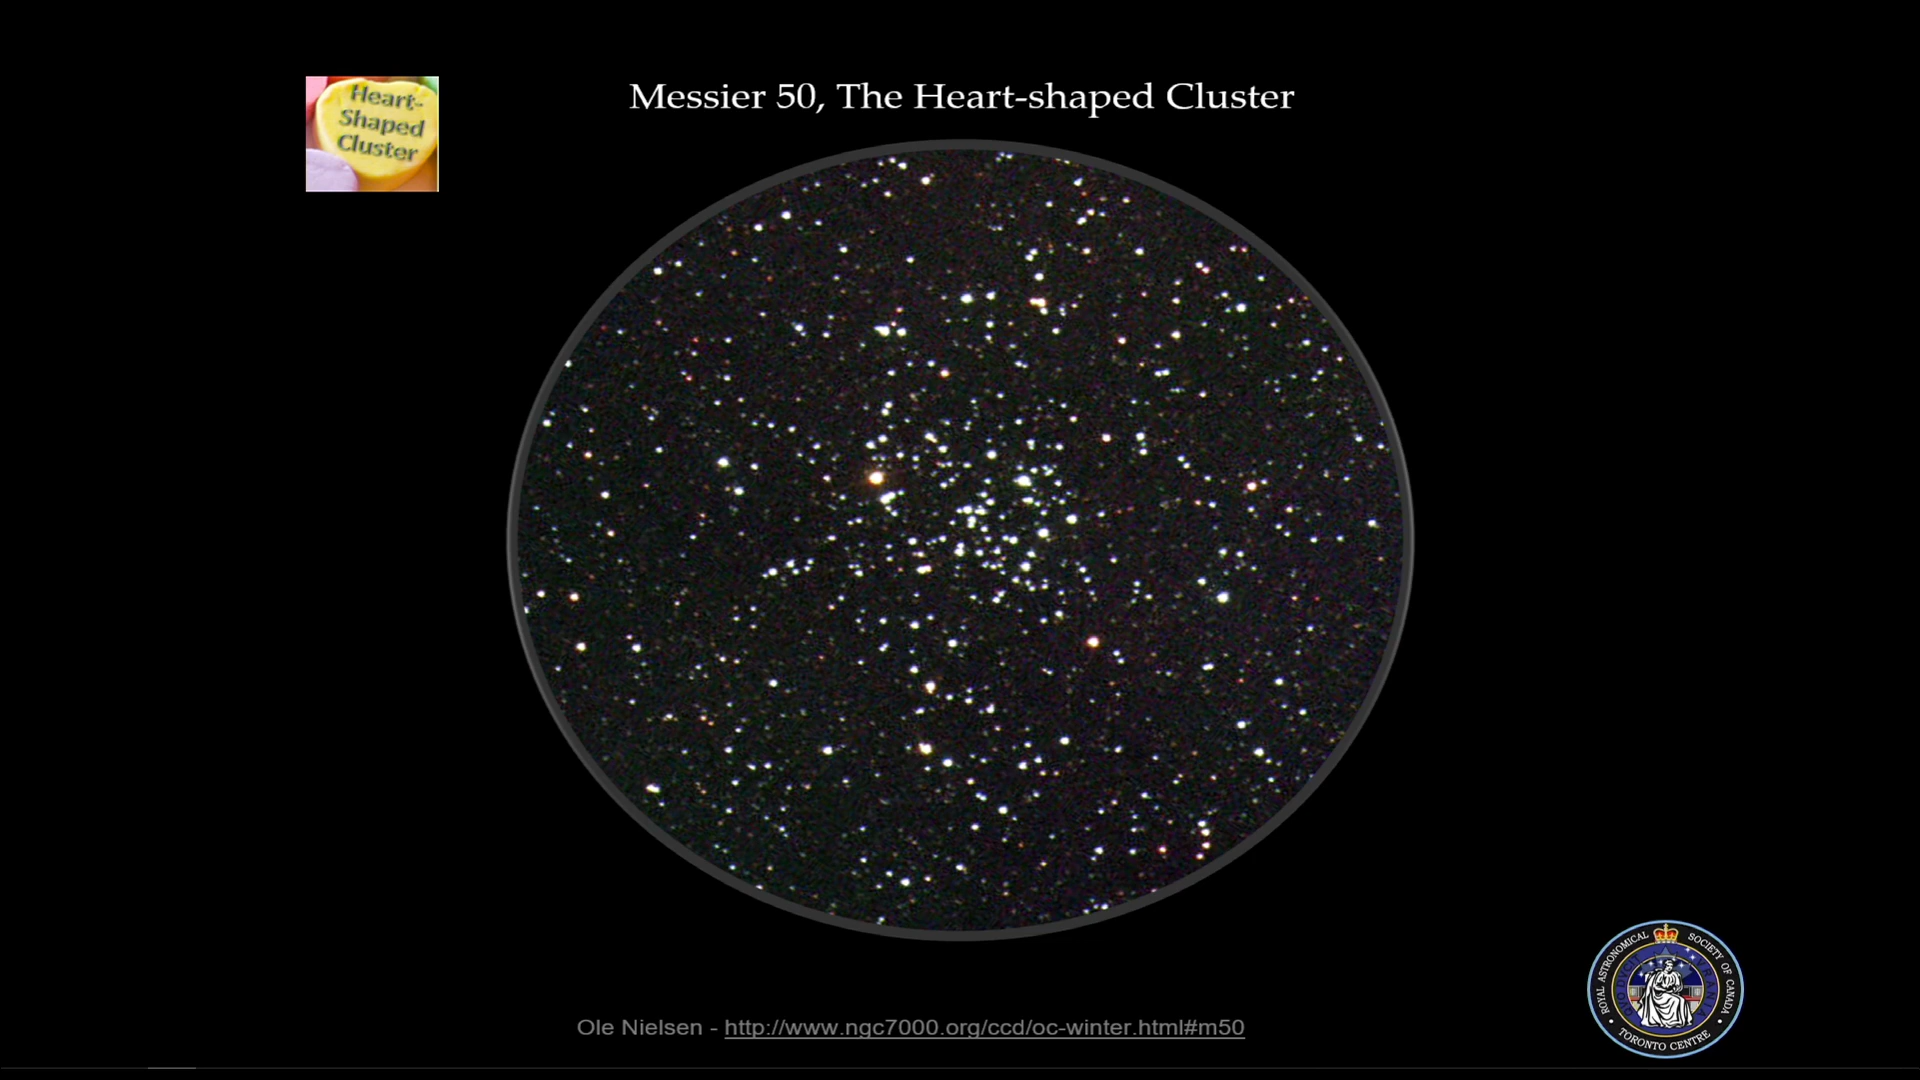 Heart-
Shaped
Cluster
Messier 50, The Heart-shaped Cluster
Ole Nielsen - http://www.ngc7000.org/ccd/oc-winter.html#m50
ROYAL ASTRONOMICAL SOCIETY OF CANADA
TORONTO CENTRE